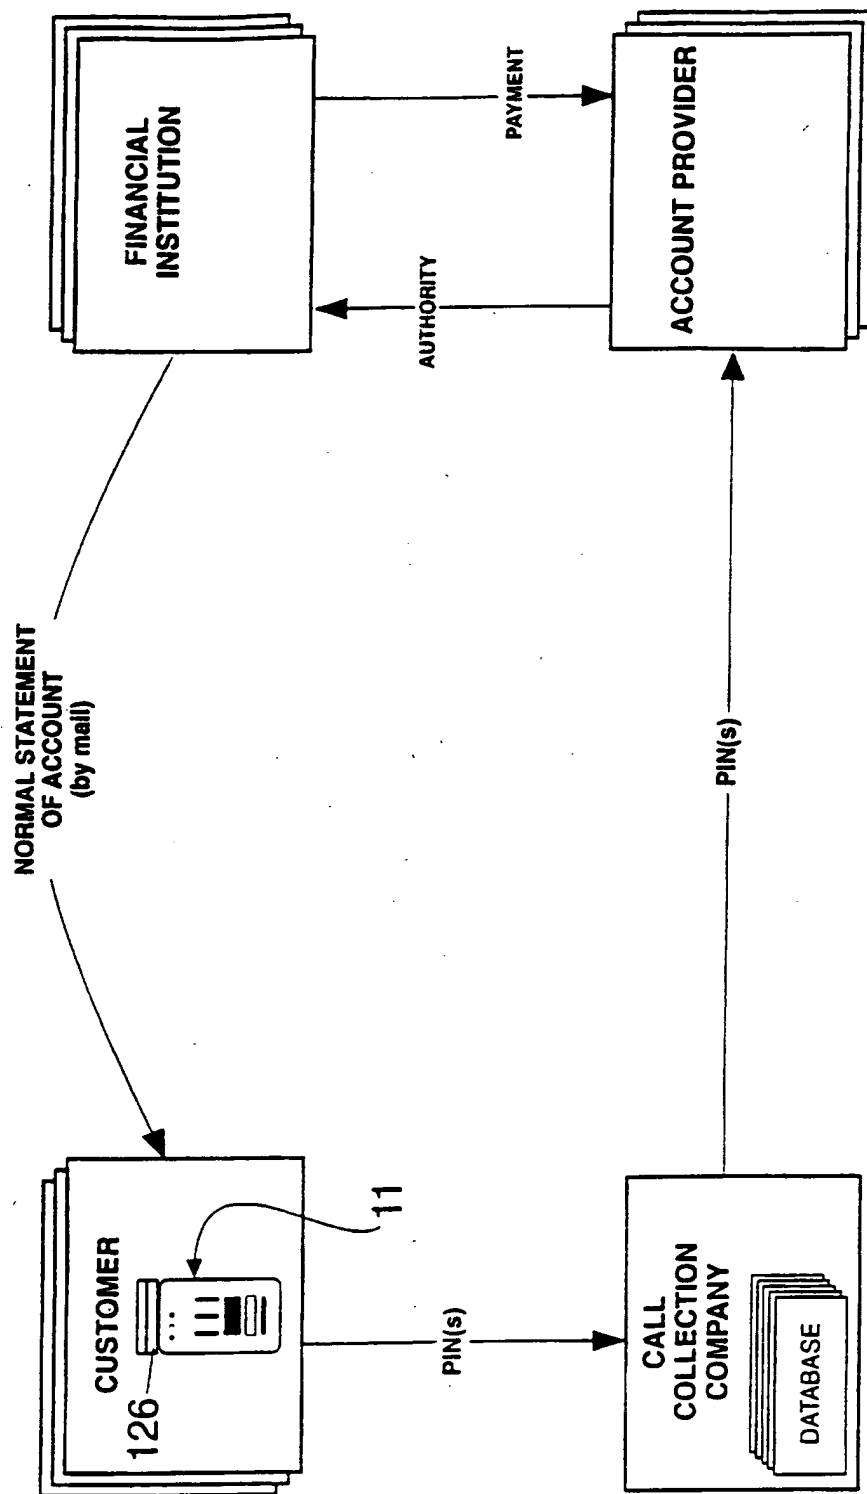 CUSTOMER
126
11
NORMAL STATEMENT
OF ACCOUNT
(by mail)
FINANCIAL
INSTITUTION
PIN(s)
AUTHORITY
PAYMENT
CALL
COLLECTION
COMPANY
DATABASE
PIN(s)
ACCOUNT PROVIDER